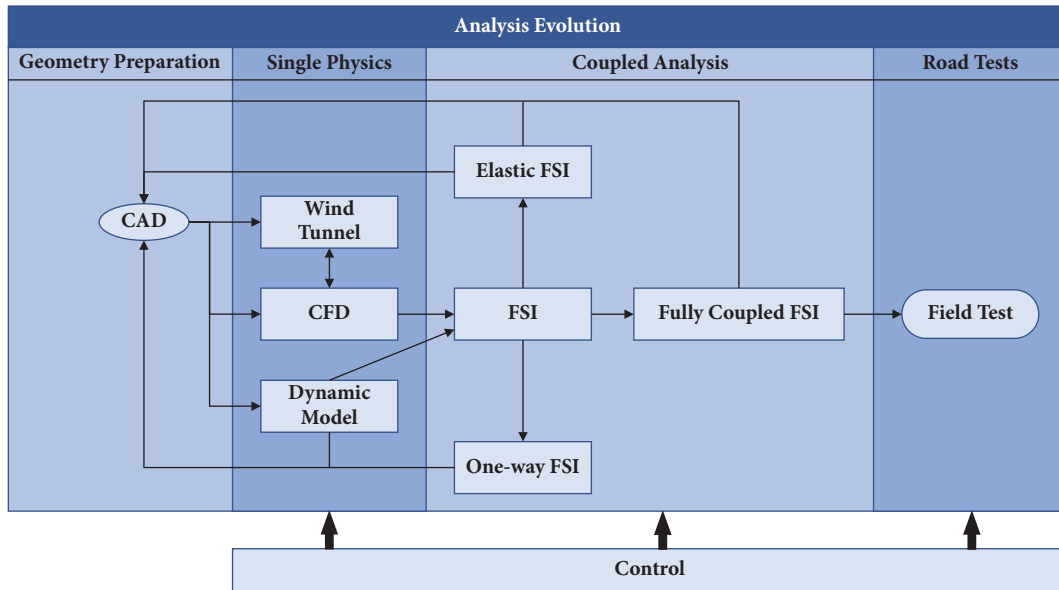 Analysis Evolution
Geometry Preparation
Single Physics
Coupled Analysis
Road Tests
Elastic FSI
CAD
Wind
Tunnel
CFD
FSI
Fully Coupled FSI
Field Test
Dynamic
Model
One-way FSI
Control